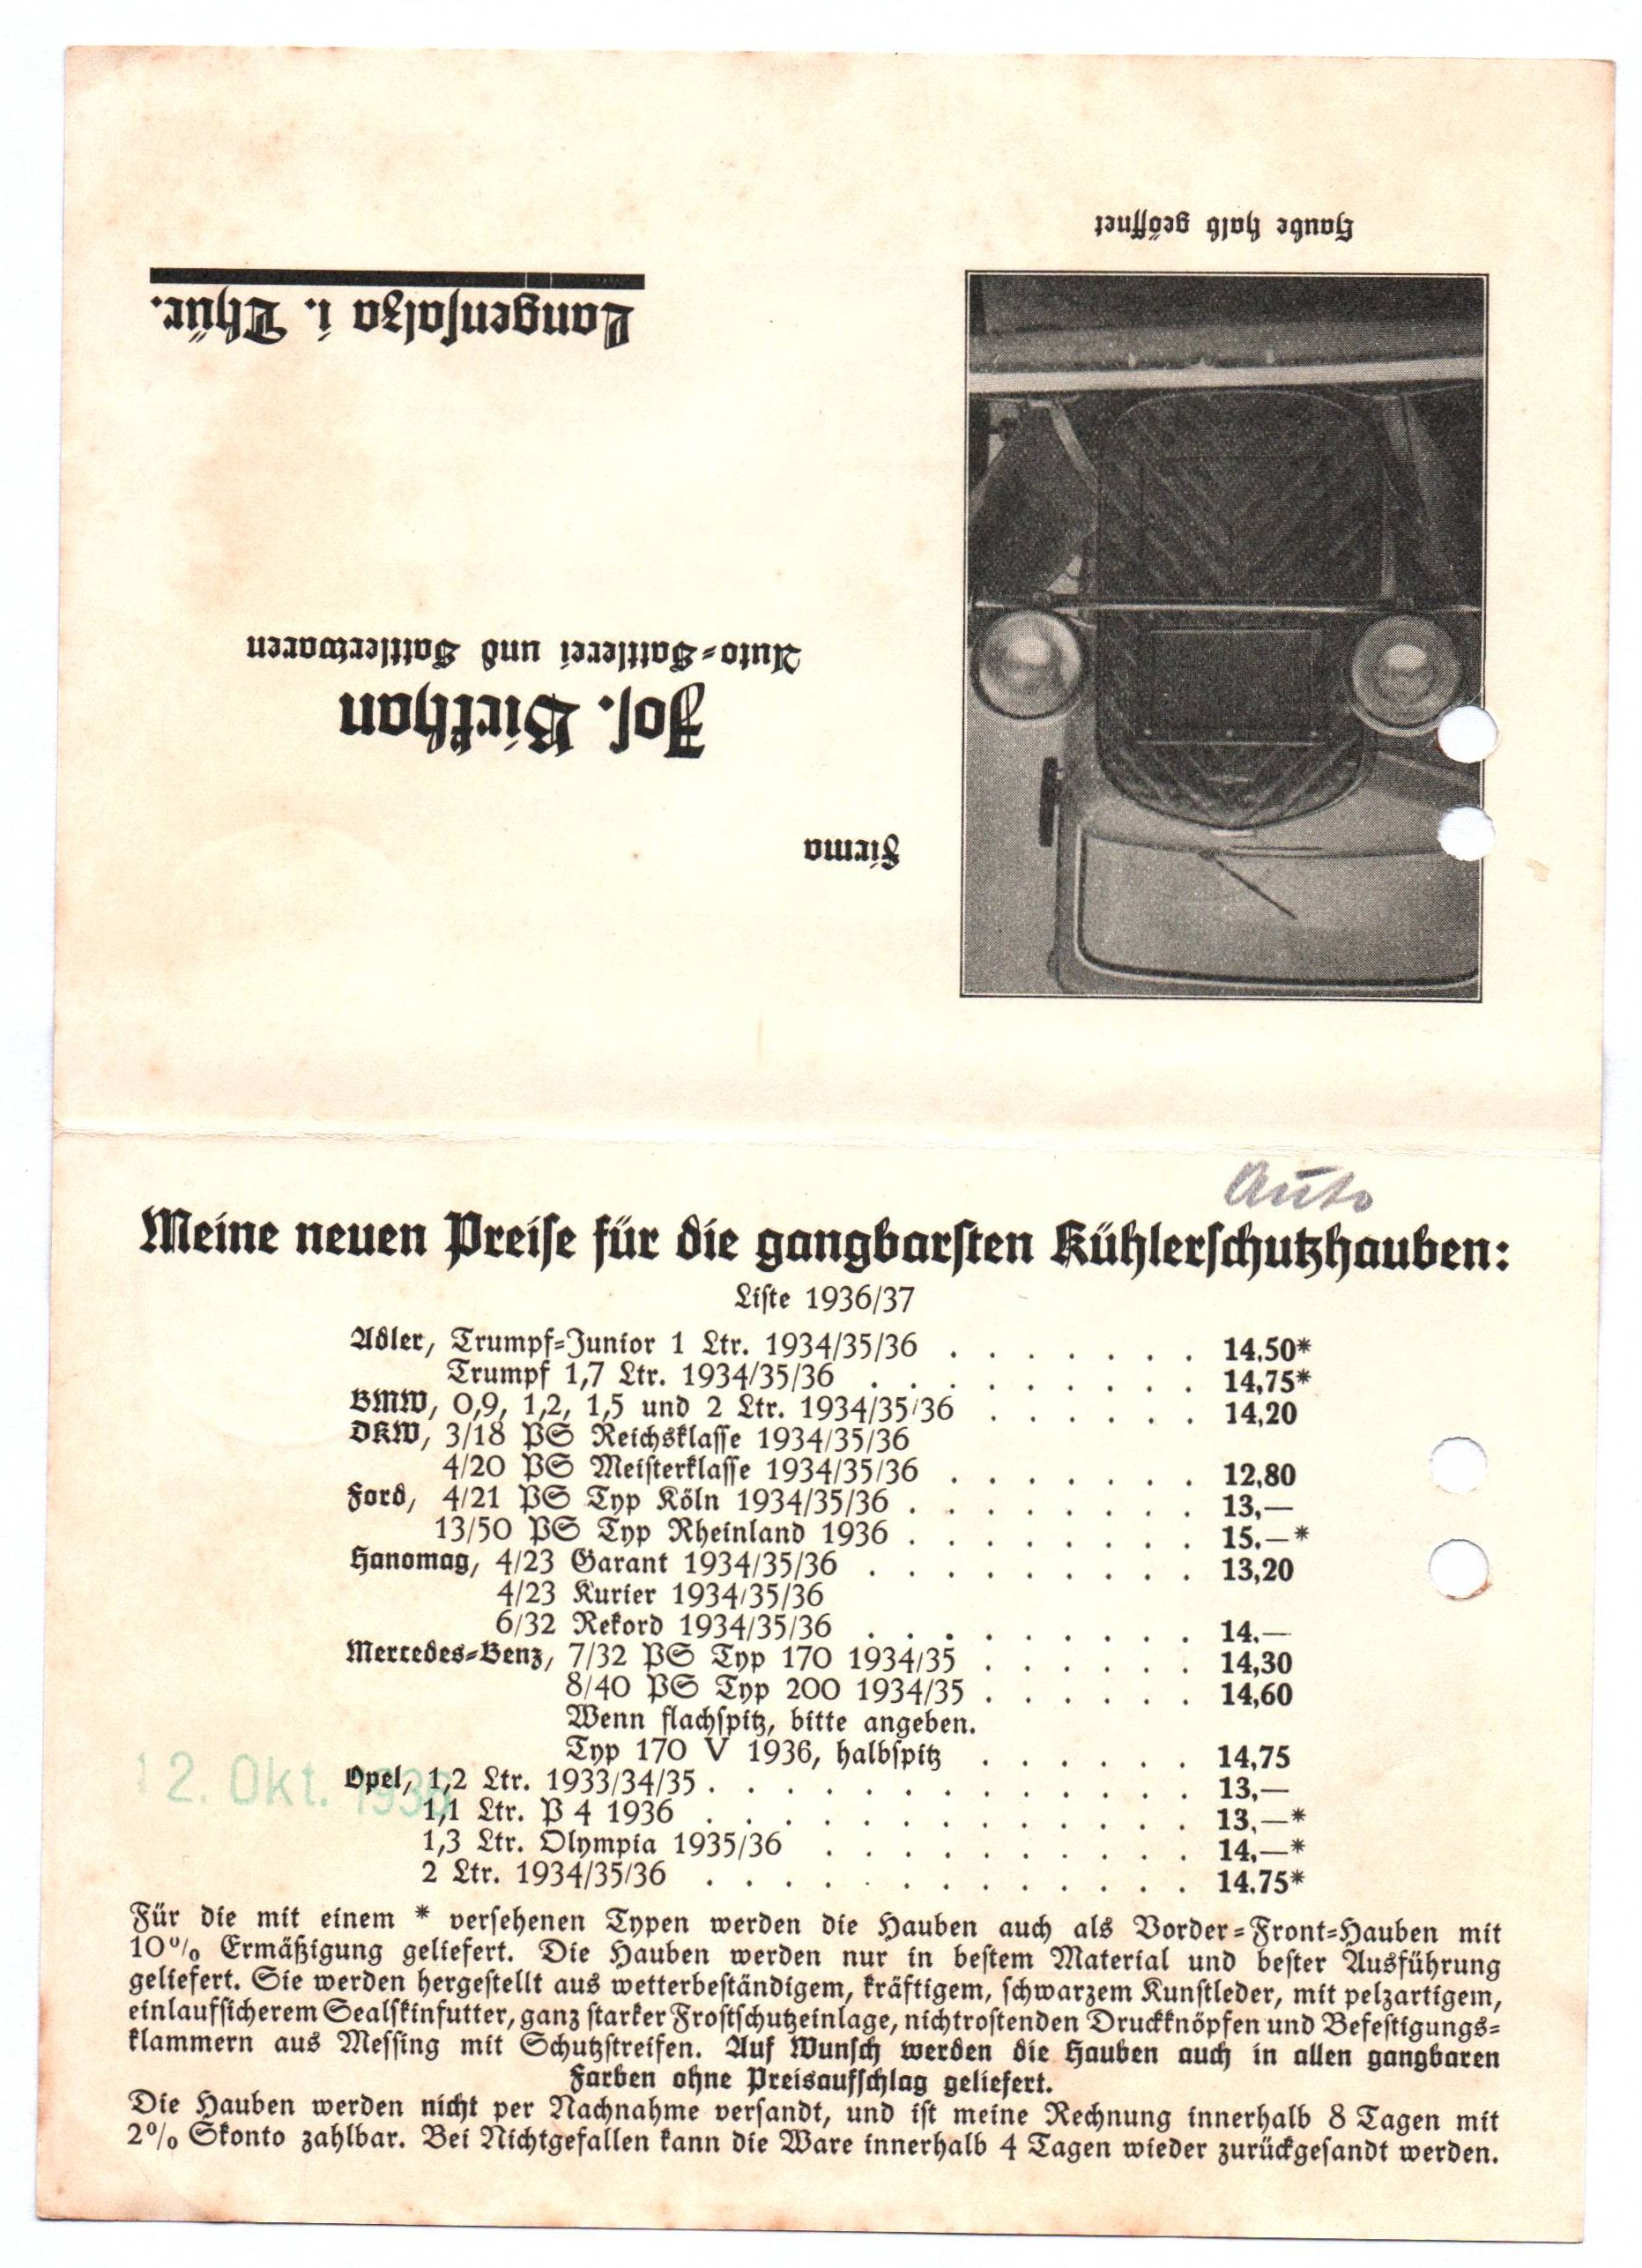 Haube halb geöffnet
Firma
Jos. Birkhan
Auto-Sattlerei und Sattlerwaren
Langensalza i. Thür.
Auto
Meine neuen Preise für die gangbarsten Kühlerschutzhauben:
Liste 1936/37
Adler, Trumpf-Junior 1 Ltr. 1934/35/36 . . . . . . . 14.50*
Trumpf 1,7 Ltr. 1934/35/36 . . . . . . . . . 14,75*
BMW, 0,9, 1,2, 1,5 und 2 Ltr. 1934/35/36 . . . . . . 14,20
DKW, 3/18 PS Reichsklasse 1934/35/36
4/20 PS Meisterklasse 1934/35/36 . . . . . . . 12,80
Ford, 4/21 PS Typ Köln 1934/35/36 . . . . . . . . 13,—
13/50 PS Typ Rheinland 1936 . . . . . . . . 15.—*
Hanomag, 4/23 Garant 1934/35/36 . . . . . . . . . 13,20
4/23 Kurier 1934/35/36
6/32 Rekord 1934/35/36 . . . . . . . . . 14.—
Mercedes-Benz, 7/32 PS Typ 170 1934/35 . . . . . . 14,30
8/40 PS Typ 200 1934/35 . . . . . . 14,60
Wenn flachspitz, bitte angeben.
Typ 170 V 1936, halbspitz . . . . . . 14,75
12. Okt. 1936
Opel, 1,2 Ltr. 1933/34/35 . . . . . . . . . . . . . 13,—
1,1 Ltr. P 4 1936 . . . . . . . . . . . . . 13,—*
1,3 Ltr. Olympia 1935/36 . . . . . . . . . . 14,—*
2 Ltr. 1934/35/36 . . . . . . . . . . . . . 14.75*
Für die mit einem * versehenen Typen werden die Hauben auch als Vorder-Front-Hauben mit
10% Ermäßigung geliefert. Die Hauben werden nur in bestem Material und bester Ausführung
geliefert. Sie werden hergestellt aus wetterbeständigem, kräftigem, schwarzem Kunstleder, mit pelzartigem,
einlaufsicherem Sealskinfutter, ganz starker Frostschutzeinlage, nichtrostenden Druckknöpfen und Befestigungs-
klammern aus Messing mit Schutzstreifen. Auf Wunsch werden die Hauben auch in allen gangbaren
Farben ohne Preisaufschlag geliefert.
Die Hauben werden nicht per Nachnahme versandt, und ist meine Rechnung innerhalb 8 Tagen mit
2% Skonto zahlbar. Bei Nichtgefallen kann die Ware innerhalb 4 Tagen wieder zurückgesandt werden.